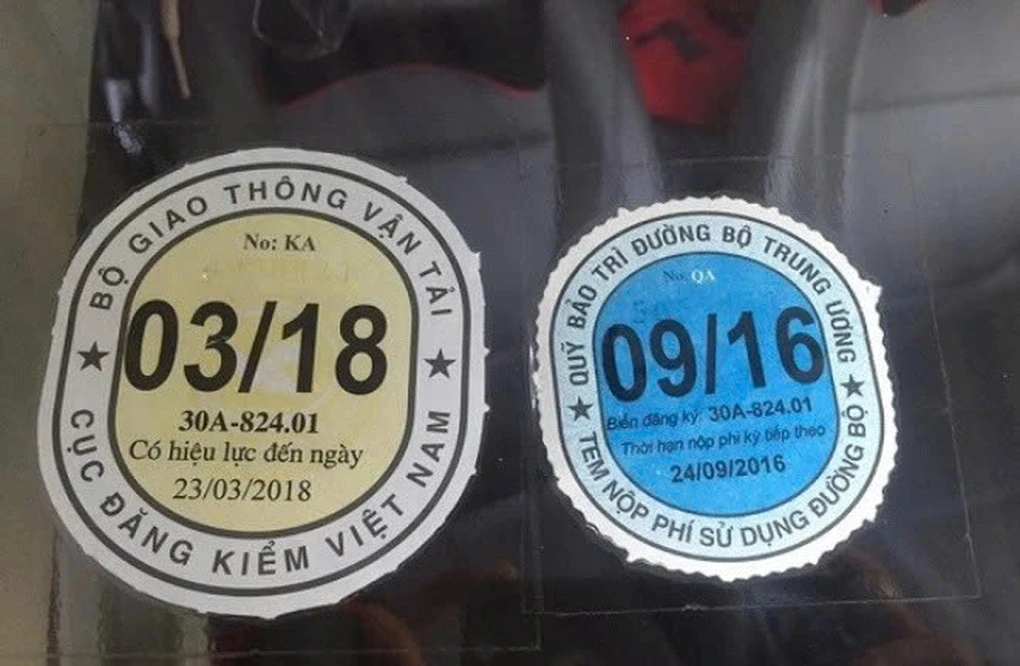 BỘ GIAO THÔNG VẬN TẢI
No: KA
03/18
30A-824.01
Có hiệu lực đến ngày
23/03/2018
CỤC ĐĂNG KIỂM VIỆT NAM
QUỸ BẢO TRÌ ĐƯỜNG BỘ TRUNG ƯƠNG
No. QA
09/16
Biển đăng ký: 30A-824.01
Thời hạn nộp phí kỳ tiếp theo
24/09/2016
TEM NỘP PHÍ SỬ DỤNG ĐƯỜNG BỘ